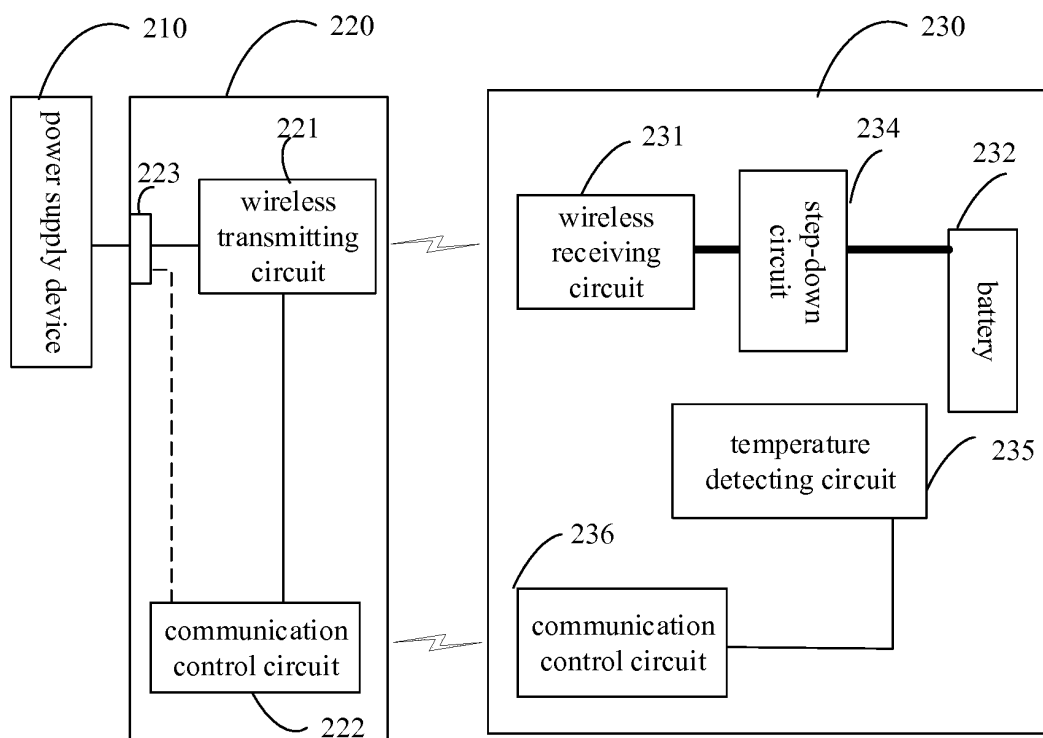 210
220
230
power supply device
223
221
wireless
transmitting
circuit
231
wireless
receiving
circuit
234
step-down
circuit
232
battery
temperature
detecting circuit
235
236
communication
control circuit
communication
control circuit
222